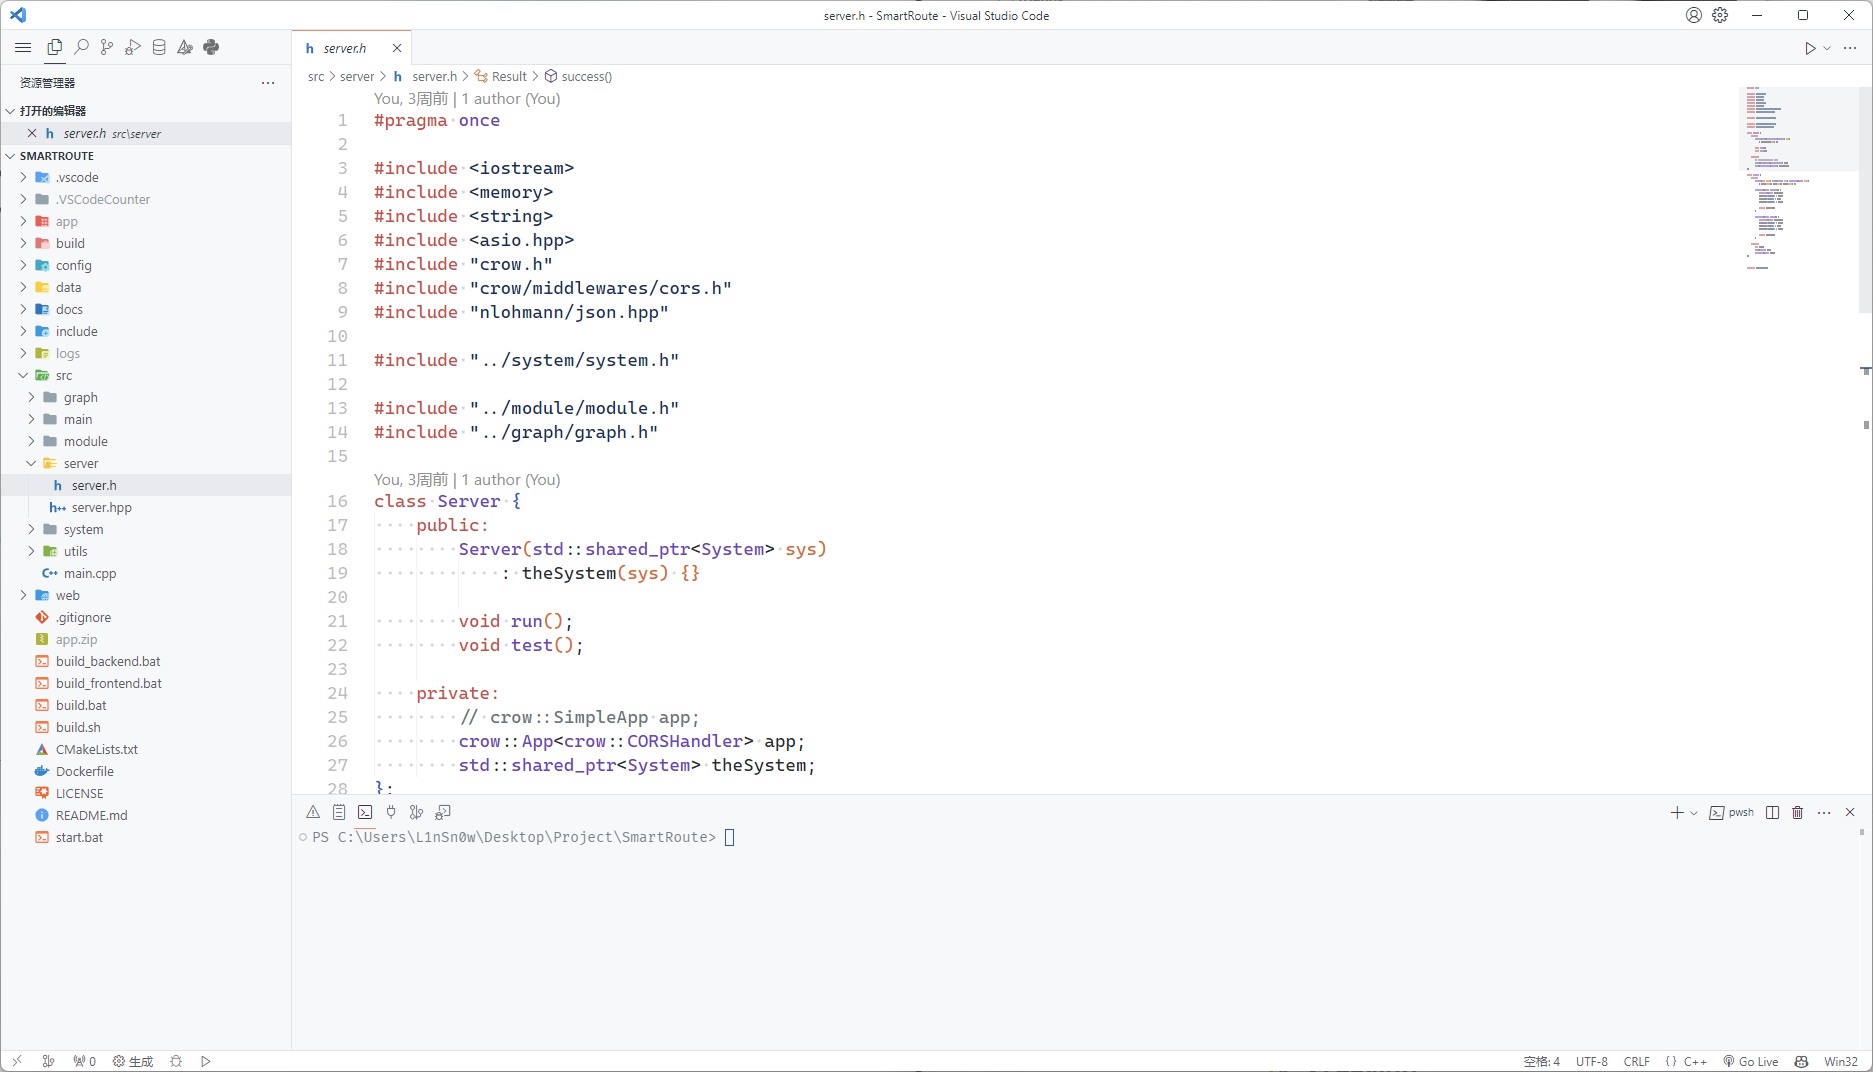 server.h - SmartRoute - Visual Studio Code
server.h
资源管理器
打开的编辑器
server.h src\server
SMARTROUTE
.vscode
.VSCodeCounter
app
build
config
data
docs
include
logs
src
graph
main
module
server
server.h
server.hpp
system
utils
main.cpp
web
.gitignore
app.zip
build_backend.bat
build_frontend.bat
build.bat
build.sh
CMakeLists.txt
Dockerfile
LICENSE
README.md
start.bat
src > server > h server.h > Result > success()
You, 3周前 | 1 author (You)
1 #pragma once
2
3 #include <iostream>
4 #include <memory>
5 #include <string>
6 #include <asio.hpp>
7 #include "crow.h"
8 #include "crow/middlewares/cors.h"
9 #include "nlohmann/json.hpp"
10
11 #include "../system/system.h"
12
13 #include "../module/module.h"
14 #include "../graph/graph.h"
15
You, 3周前 | 1 author (You)
16 class Server {
17 public:
18 Server(std::shared_ptr<System> sys)
19 : theSystem(sys) {}
20
21 void run();
22 void test();
23
24 private:
25 // crow::SimpleApp app;
26 crow::App<crow::CORSHandler> app;
27 std::shared_ptr<System> theSystem;
28 };
pwsh
PS C:\Users\L1nSn0w\Desktop\Project\SmartRoute>
0 生成
空格: 4 UTF-8 CRLF {} C++ Go Live Win32